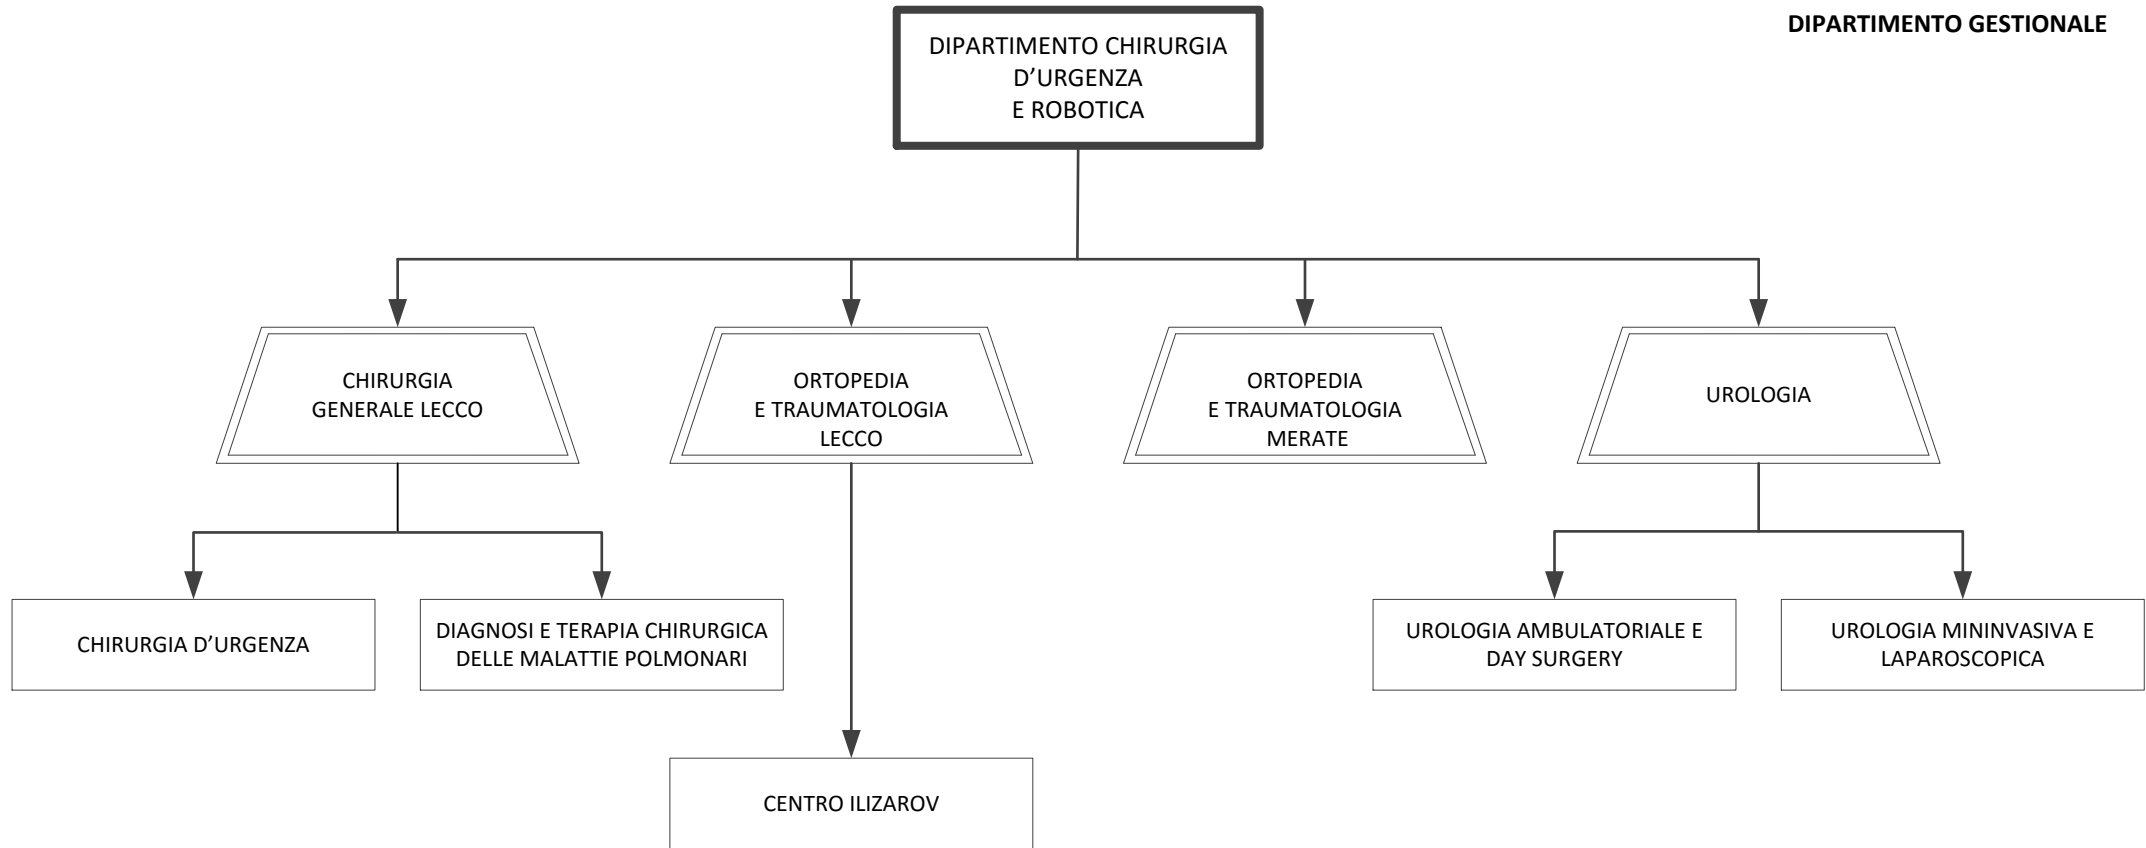 DIPARTIMENTO GESTIONALE
DIPARTIMENTO CHIRURGIA
D’URGENZA
E ROBOTICA
CHIRURGIA
GENERALE LECCO
ORTOPEDIA
E TRAUMATOLOGIA
LECCO
ORTOPEDIA
E TRAUMATOLOGIA
MERATE
UROLOGIA
CHIRURGIA D’URGENZA
DIAGNOSI E TERAPIA CHIRURGICA
DELLE MALATTIE POLMONARI
UROLOGIA AMBULATORIALE E
DAY SURGERY
UROLOGIA MININVASIVA E
LAPAROSCOPICA
CENTRO ILIZAROV